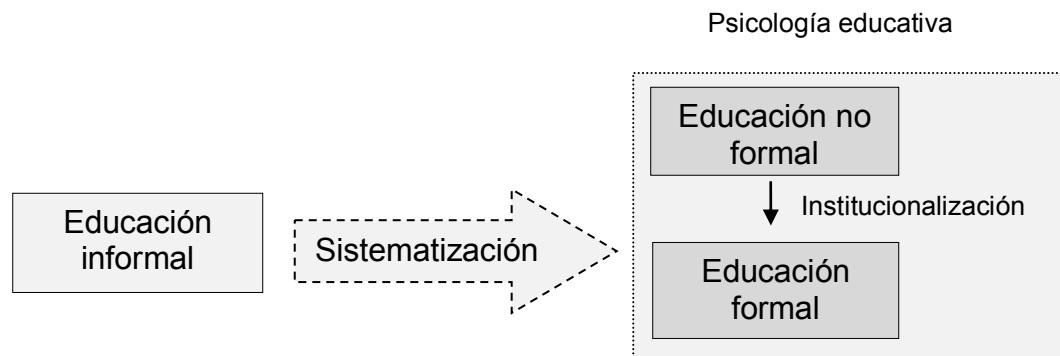 Psicología educativa
Educación no
formal
Institucionalización
Educación
informal
Sistematización
Educación
formal